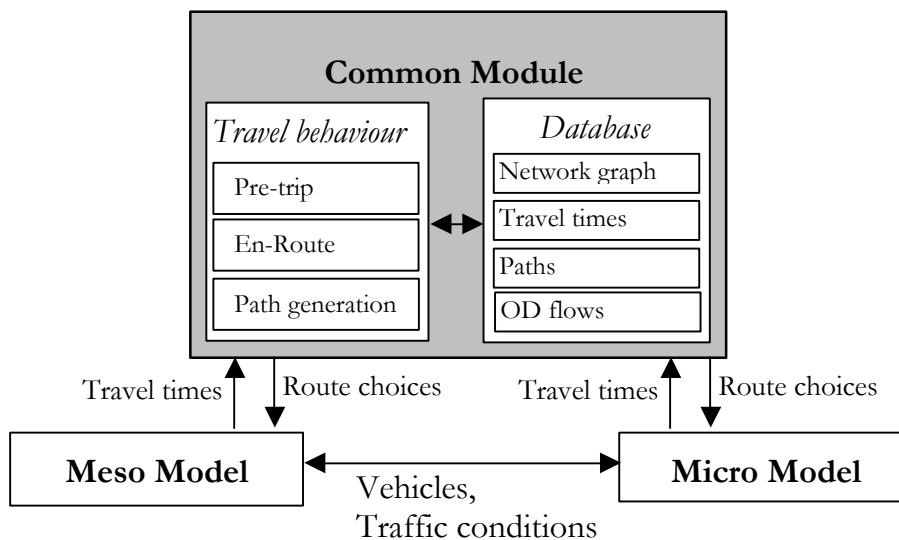 Common Module
Travel behaviour
Pre-trip
En-Route
Path generation
Database
Network graph
Travel times
Paths
OD flows
Travel times
Route choices
Travel times
Route choices
Meso Model
Micro Model
Vehicles,
Traffic conditions